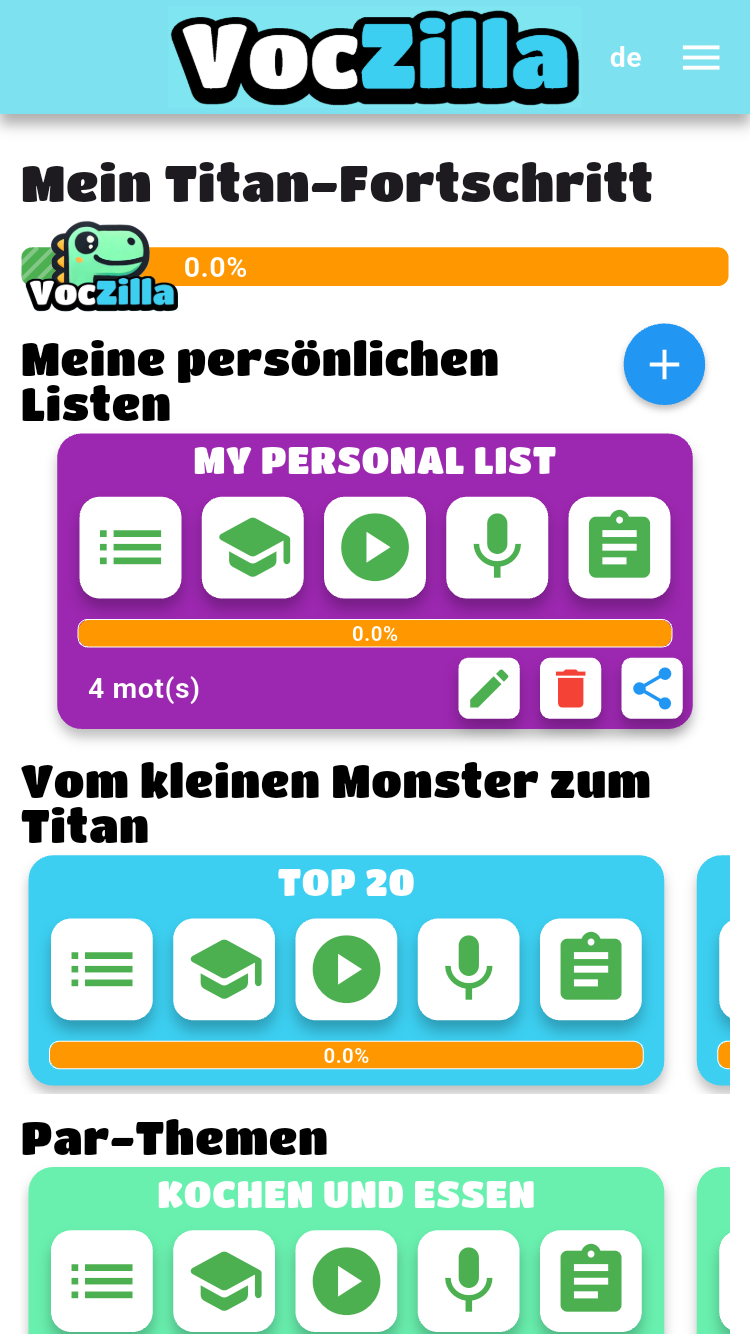 VocZilla
de
Mein Titan-Fortschritt
0.0%
VocZilla
Meine persönlichen
Listen
MY PERSONAL LIST
0.0%
4 mot(s)
Vom kleinen Monster zum
Titan
TOP 20
0.0%
Par-Themen
KOCHEN UND ESSEN